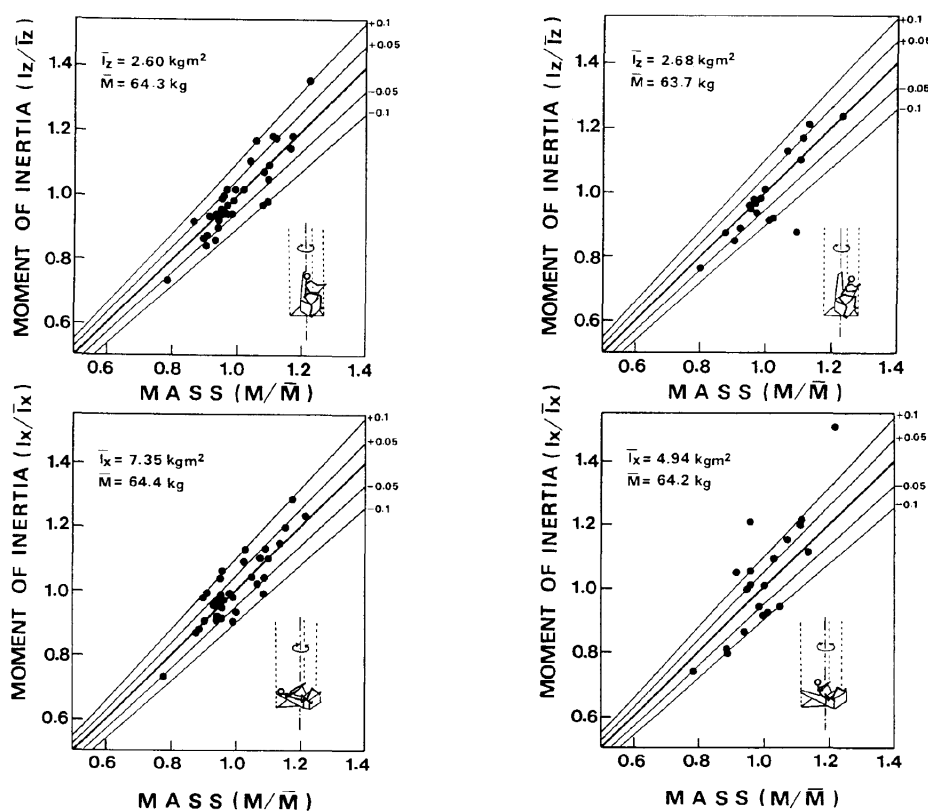 MOMENT OF INERTIA (Iz/Īz)
Īz = 2.60 kgm²
M̄ = 64.3 kg
+0.1
+0.05
-0.05
-0.1
1.4
1.2
1.0
0.8
0.6
0.6 0.8 1.0 1.2 1.4
MASS (M/M̄)
MOMENT OF INERTIA (Iz/Īz)
Īz = 2.68 kgm²
M̄ = 63.7 kg
+0.1
+0.05
-0.05
-0.1
1.4
1.2
1.0
0.8
0.6
0.6 0.8 1.0 1.2 1.4
MASS (M/M̄)
MOMENT OF INERTIA (Ix/Īx)
Īx = 7.35 kgm²
M̄ = 64.4 kg
+0.1
+0.05
-0.05
-0.1
1.4
1.2
1.0
0.8
0.6
0.6 0.8 1.0 1.2 1.4
MASS (M/M̄)
MOMENT OF INERTIA (Ix/Īx)
Īx = 4.94 kgm²
M̄ = 64.2 kg
+0.1
+0.05
-0.05
-0.1
1.4
1.2
1.0
0.8
0.6
0.6 0.8 1.0 1.2 1.4
MASS (M/M̄)